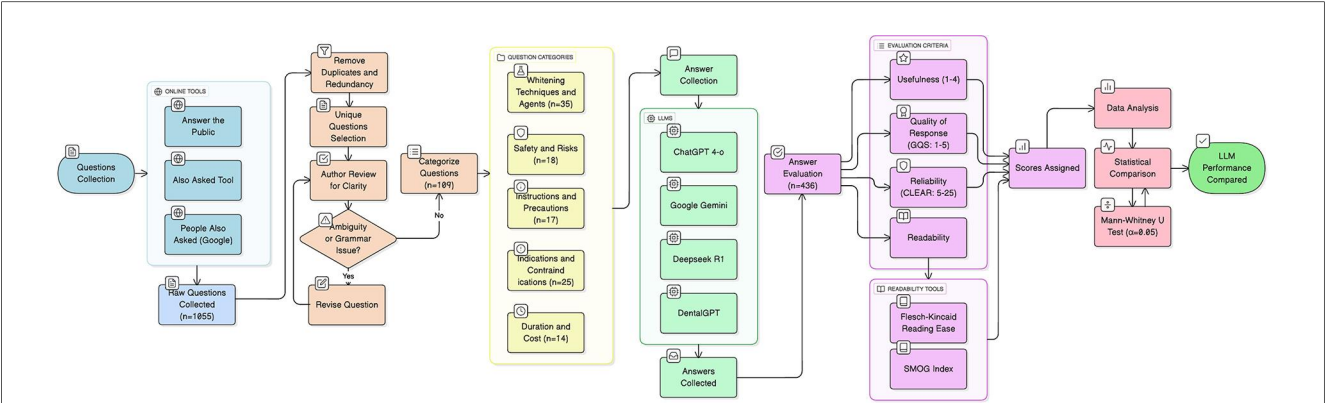 Questions
Collection
ONLINE TOOLS
Answer the
Public
Also Asked Tool
People Also
Asked (Google)
Raw Questions
Collected
(n=1055)
Remove
Duplicates and
Redundancy
Unique
Questions
Selection
Author Review
for Clarity
Ambiguity
or Grammar
Issue?
Yes
No
Revise Question
Categorize
Questions
(n=109)
QUESTION CATEGORIES
Whitening
Techniques and
Agents (n=35)
Safety and Risks
(n=18)
Instructions and
Precautions
(n=17)
Indications and
Contraind
ications (n=25)
Duration and
Cost (n=14)
Answer
Collection
LLMS
ChatGPT 4-o
Google Gemini
Deepseek R1
DentalGPT
Answers
Collected
Answer
Evaluation
(n=436)
EVALUATION CRITERIA
Usefulness (1-4)
Quality of
Response
(GQS: 1-5)
Reliability
(CLEAR: 5-25)
Readability
READABILITY TOOLS
Flesch-Kincaid
Reading Ease
SMOG Index
Scores Assigned
Data Analysis
Statistical
Comparison
Mann-Whitney U
Test (α=0.05)
LLM
Performance
Compared